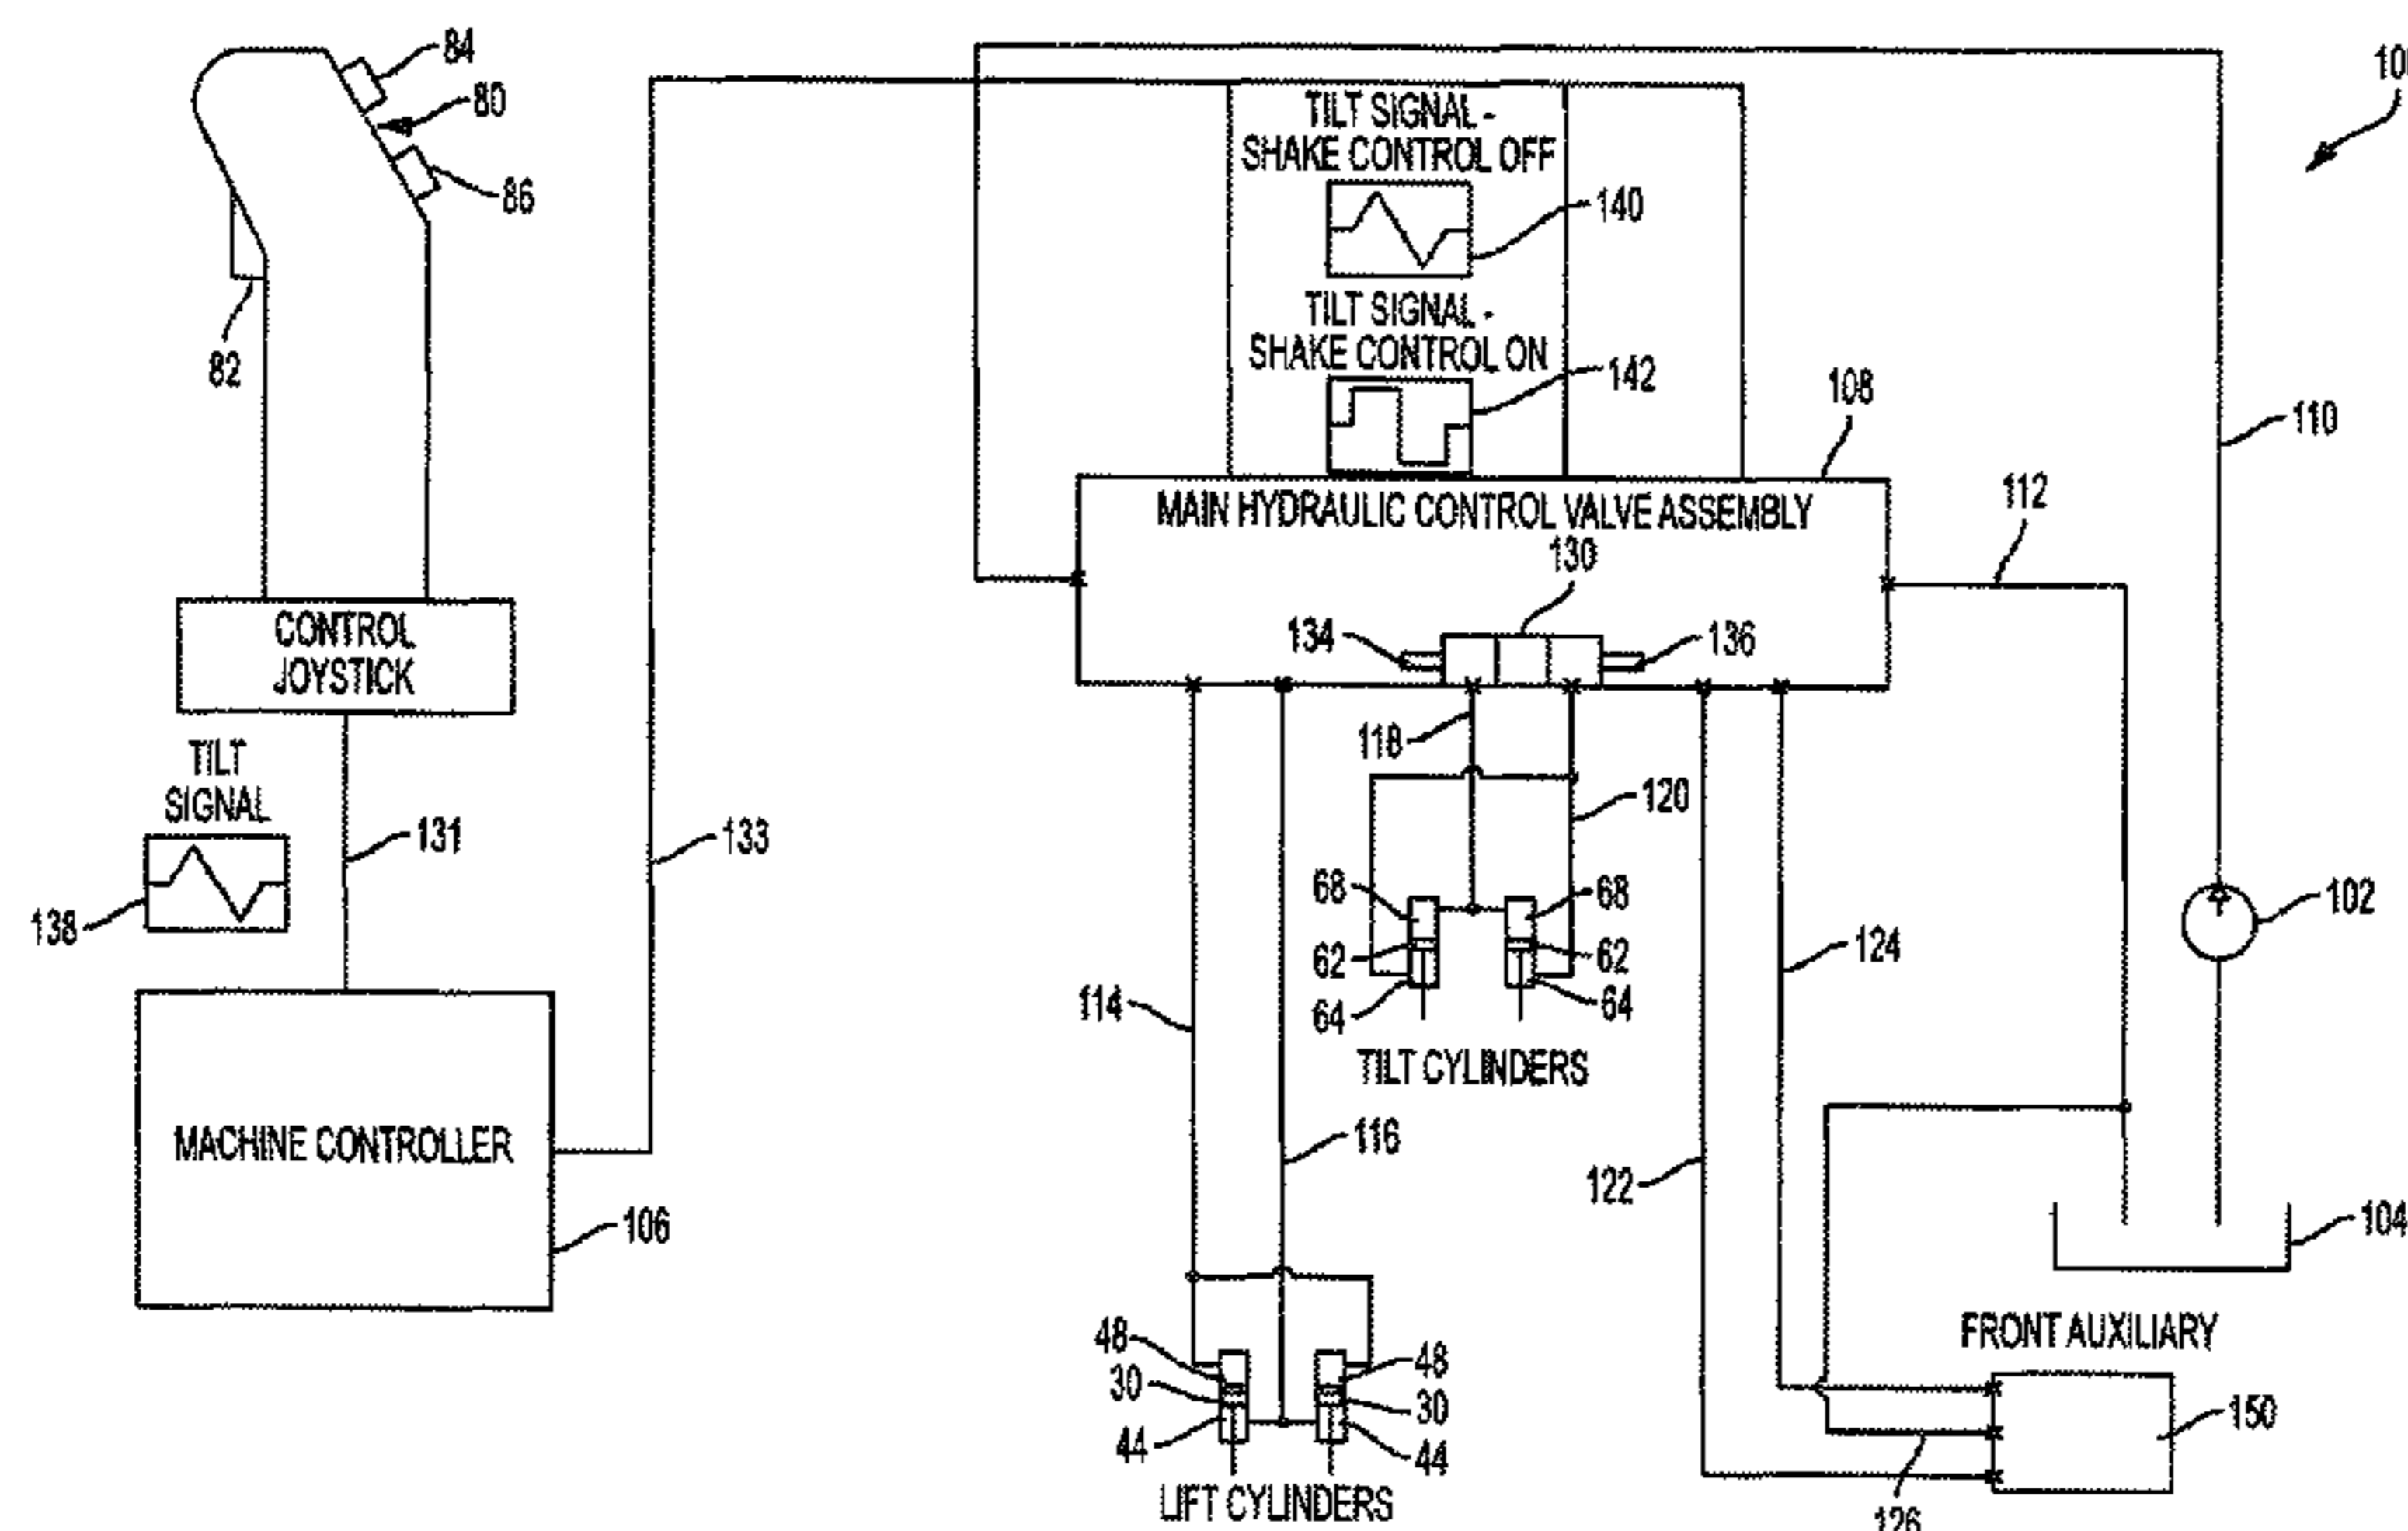 84
80
86
82
CONTROL
JOYSTICK
TILT
SIGNAL
131
138
133
MACHINE CONTROLLER
106
TILT SIGNAL -
SHAKE CONTROL OFF
140
TILT SIGNAL -
SHAKE CONTROL ON
142
108
110
112
MAIN HYDRAULIC CONTROL VALVE ASSEMBLY
130
134
136
118
120
68
68
62
62
64
64
TILT CYLINDERS
114
116
122
124
102
104
48
48
30
30
44
44
LIFT CYLINDERS
FRONT AUXILIARY
150
126